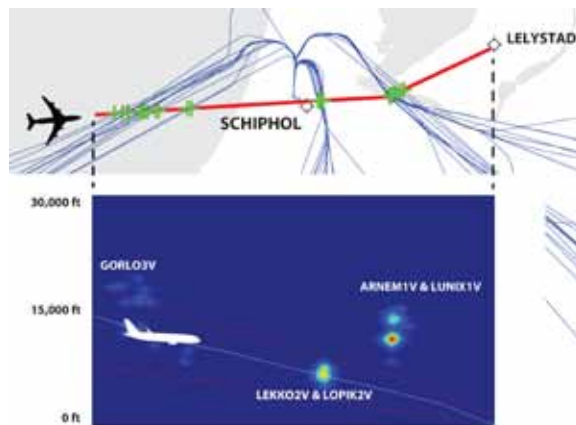 LELYSTAD
SCHIPHOL
30,000 ft
GORLO3V
ARNEM1V & LUNIX1V
15,000 ft
LEKKO2V & LOPIK2V
0 ft